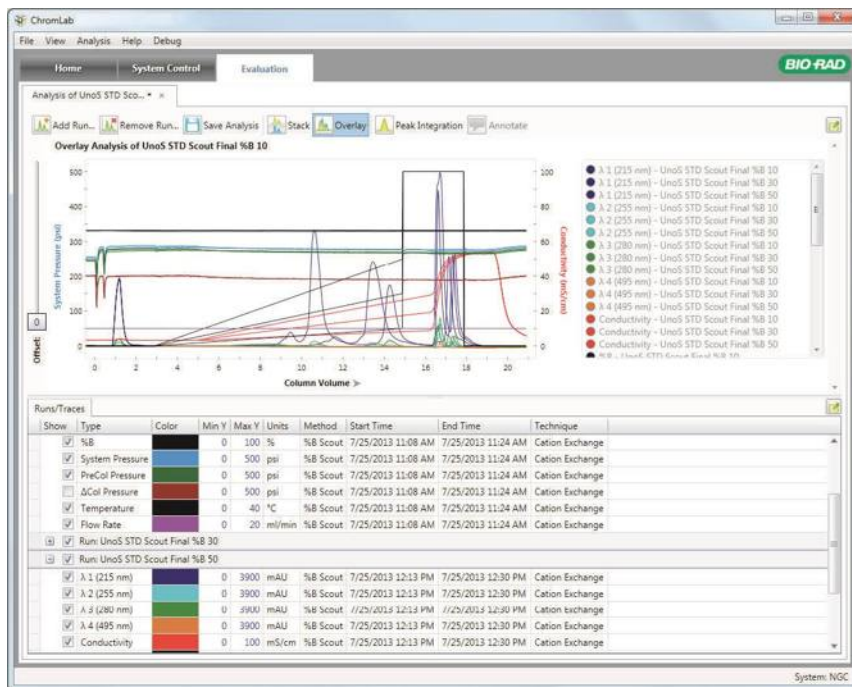 ChromLab
File View Analysis Help Debug
Home System Control Evaluation
BIO-RAD
Analysis of UnoS STD Sco... • ×
Add Run... Remove Run... Save Analysis Stack Overlay Peak Integration Annotate
Overlay Analysis of UnoS STD Scout Final %B 10
500
400
300
200
100
0
System Pressure (psi)
100
80
60
40
20
0
Conductivity (mS/cm)
0
Offset:
0 2 4 6 8 10 12 14 16 18 20
Column Volume
λ 1 (215 nm) - UnoS STD Scout Final %B 10
λ 1 (215 nm) - UnoS STD Scout Final %B 30
λ 1 (215 nm) - UnoS STD Scout Final %B 50
λ 2 (255 nm) - UnoS STD Scout Final %B 10
λ 2 (255 nm) - UnoS STD Scout Final %B 30
λ 2 (255 nm) - UnoS STD Scout Final %B 50
λ 3 (280 nm) - UnoS STD Scout Final %B 10
λ 3 (280 nm) - UnoS STD Scout Final %B 30
λ 3 (280 nm) - UnoS STD Scout Final %B 50
λ 4 (495 nm) - UnoS STD Scout Final %B 10
λ 4 (495 nm) - UnoS STD Scout Final %B 30
λ 4 (495 nm) - UnoS STD Scout Final %B 50
Conductivity - UnoS STD Scout Final %B 10
Conductivity - UnoS STD Scout Final %B 30
Conductivity - UnoS STD Scout Final %B 50
%B - UnoS STD Scout Final %B 10
Runs/Traces
Show Type Color Min Y Max Y Units Method Start Time End Time Technique
%B 0 100 % %B Scout 7/25/2013 11:08 AM 7/25/2013 11:24 AM Cation Exchange
System Pressure 0 500 psi %B Scout 7/25/2013 11:08 AM 7/25/2013 11:24 AM Cation Exchange
PreCol Pressure 0 500 psi %B Scout 7/25/2013 11:08 AM 7/25/2013 11:24 AM Cation Exchange
ΔCol Pressure 0 500 psi %B Scout 7/25/2013 11:08 AM 7/25/2013 11:24 AM Cation Exchange
Temperature 0 40 °C %B Scout 7/25/2013 11:08 AM 7/25/2013 11:24 AM Cation Exchange
Flow Rate 0 20 ml/min %B Scout 7/25/2013 11:08 AM 7/25/2013 11:24 AM Cation Exchange
Run: UnoS STD Scout Final %B 30
Run: UnoS STD Scout Final %B 50
λ 1 (215 nm) 0 3900 mAU %B Scout 7/25/2013 12:13 PM 7/25/2013 12:30 PM Cation Exchange
λ 2 (255 nm) 0 3900 mAU %B Scout 7/25/2013 12:13 PM 7/25/2013 12:30 PM Cation Exchange
λ 3 (280 nm) 0 3900 mAU %B Scout 7/25/2013 12:13 PM 7/25/2013 12:30 PM Cation Exchange
λ 4 (495 nm) 0 3900 mAU %B Scout 7/25/2013 12:13 PM 7/25/2013 12:30 PM Cation Exchange
Conductivity 0 100 mS/cm %B Scout 7/25/2013 12:13 PM 7/25/2013 12:30 PM Cation Exchange
System: NGC